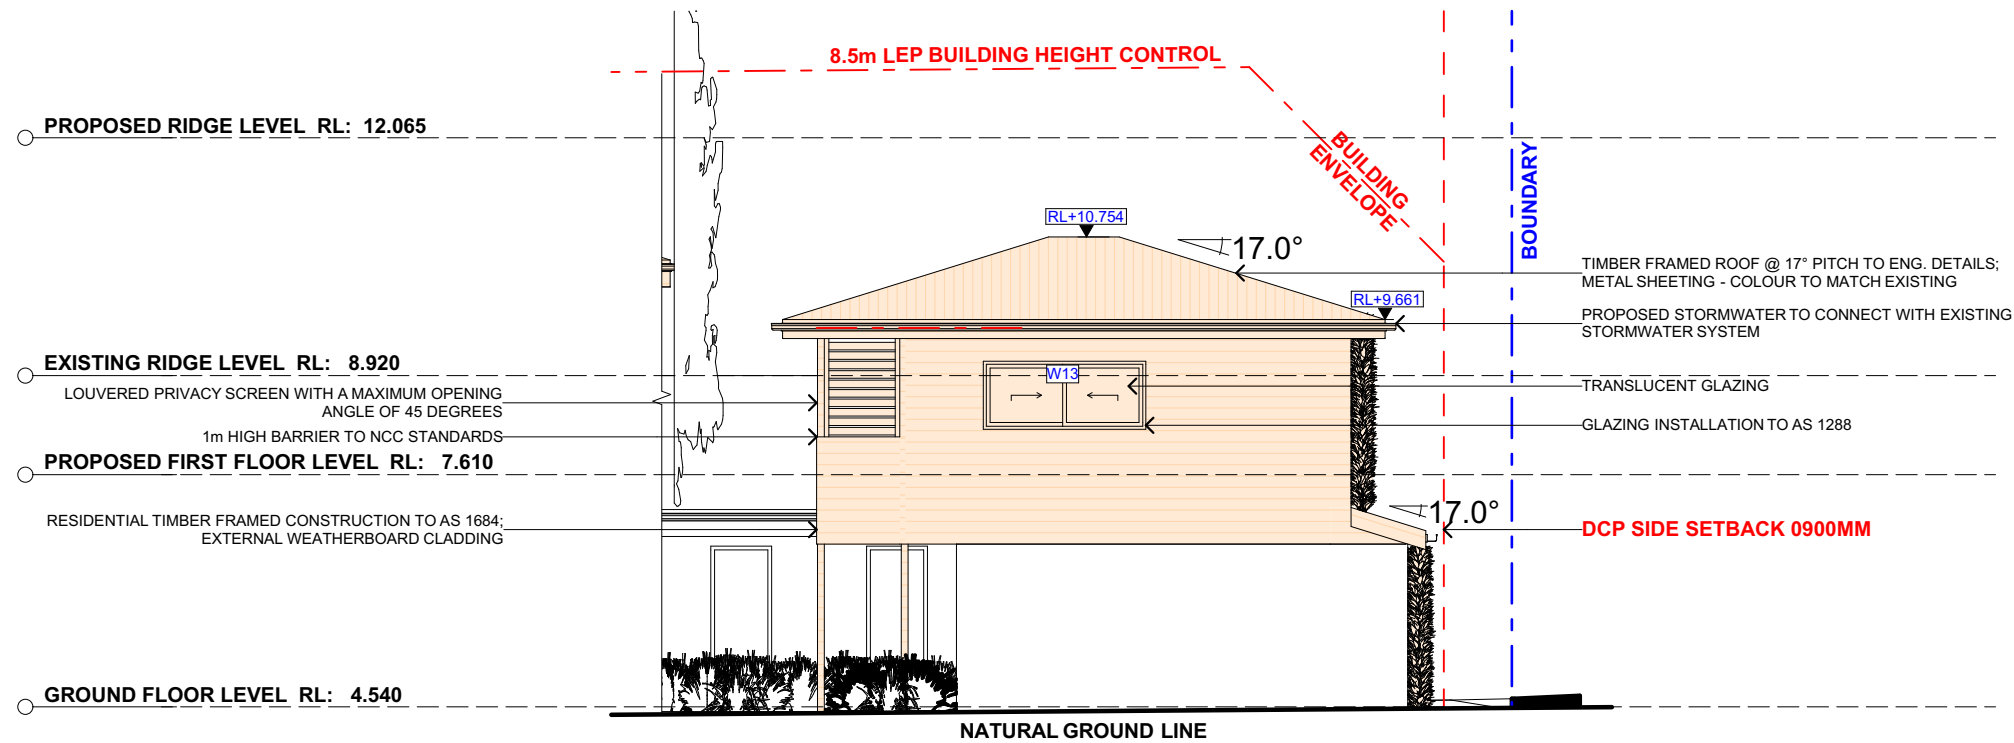 8.5m LEP BUILDING HEIGHT CONTROL
PROPOSED RIDGE LEVEL RL: 12.065
BUILDING
ENVELOPE
BOUNDARY
RL+10.754
17.0°
TIMBER FRAMED ROOF @ 17° PITCH TO ENG. DETAILS;
METAL SHEETING - COLOUR TO MATCH EXISTING
RL+9.661
PROPOSED STORMWATER TO CONNECT WITH EXISTING
STORMWATER SYSTEM
EXISTING RIDGE LEVEL RL: 8.920
W13
LOUVERED PRIVACY SCREEN WITH A MAXIMUM OPENING
ANGLE OF 45 DEGREES
TRANSLUCENT GLAZING
1m HIGH BARRIER TO NCC STANDARDS
GLAZING INSTALLATION TO AS 1288
PROPOSED FIRST FLOOR LEVEL RL: 7.610
RESIDENTIAL TIMBER FRAMED CONSTRUCTION TO AS 1684;
EXTERNAL WEATHERBOARD CLADDING
17.0°
DCP SIDE SETBACK 0900MM
GROUND FLOOR LEVEL RL: 4.540
NATURAL GROUND LINE